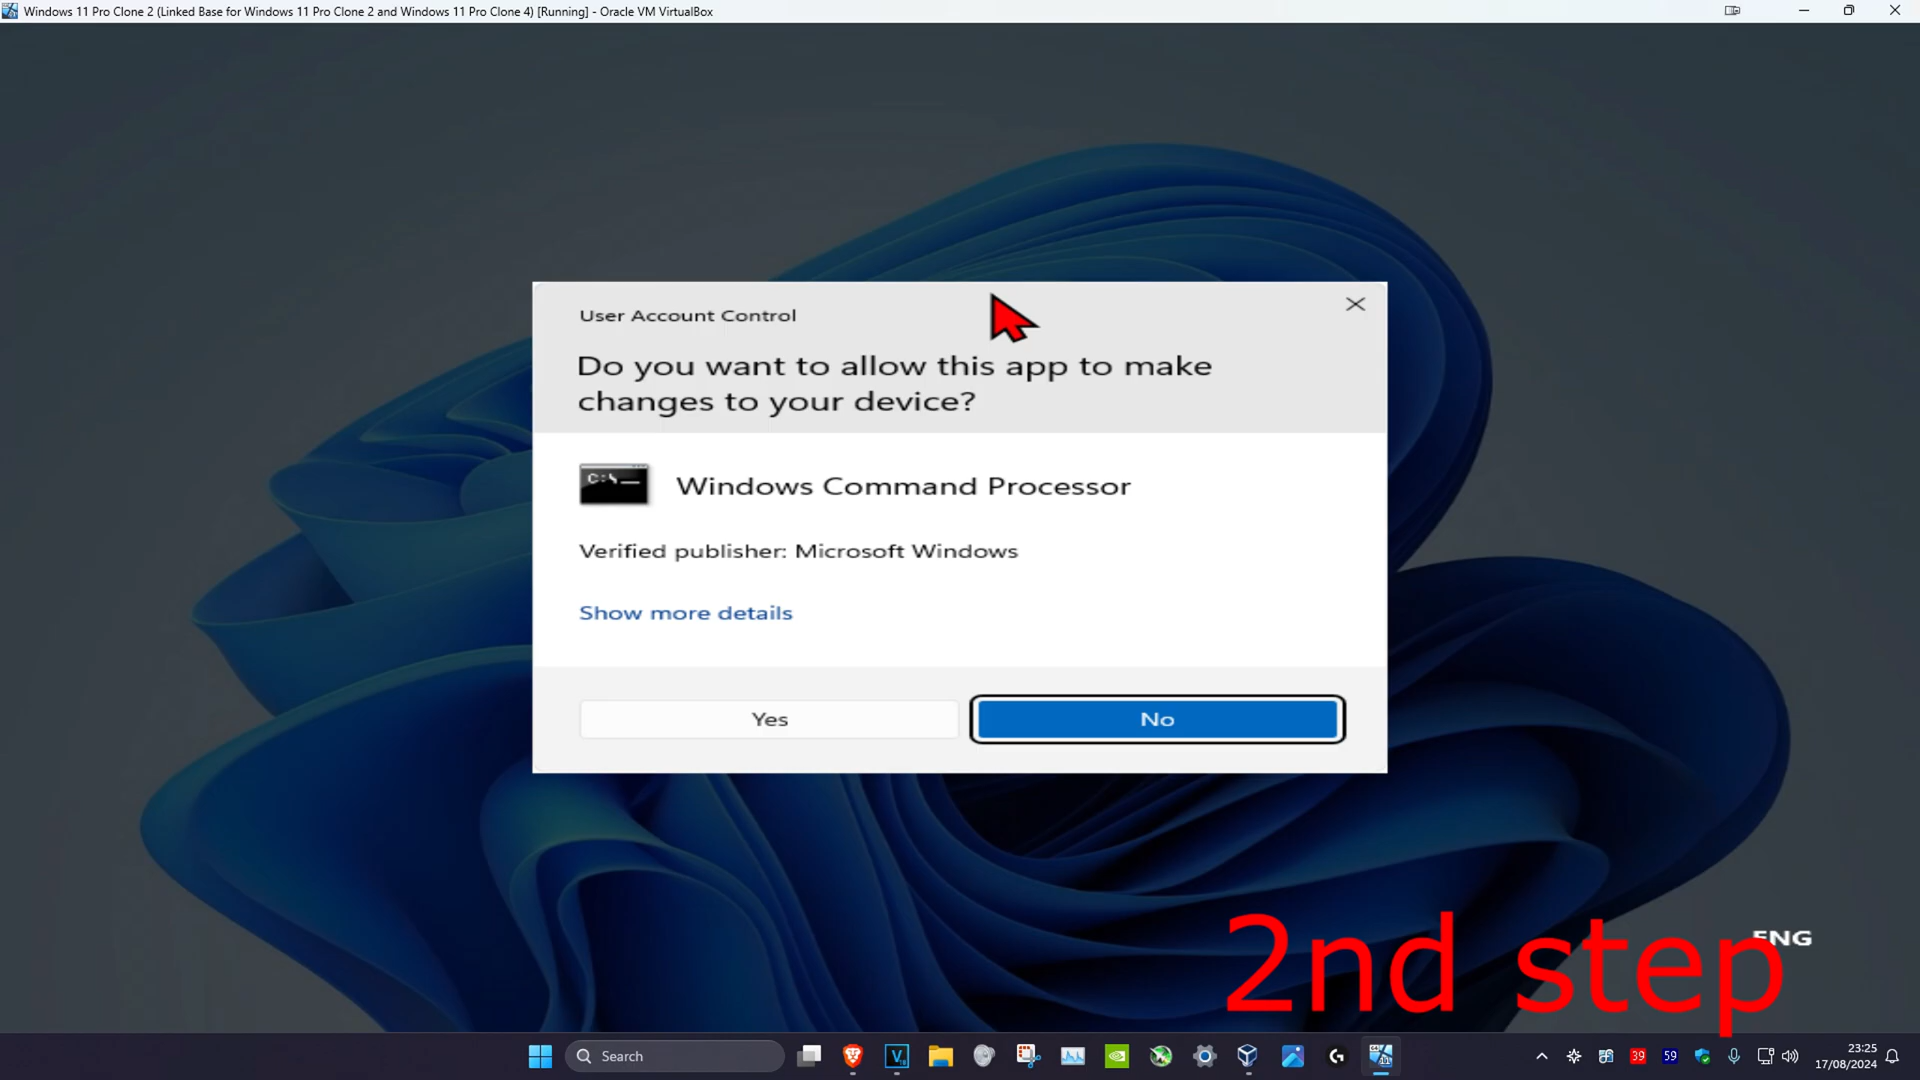 Windows 11 Pro Clone 2 (Linked Base for Windows 11 Pro Clone 2 and Windows 11 Pro Clone 4) [Running] - Oracle VM VirtualBox
User Account Control
Do you want to allow this app to make
changes to your device?
C:\_
Windows Command Processor
Verified publisher: Microsoft Windows
Show more details
Yes
No
ENG
2nd step
Search
39
59
23:25
17/08/2024